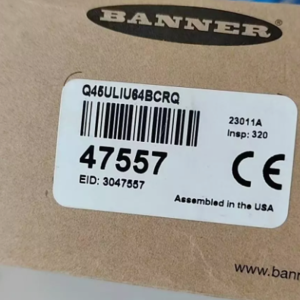 BANNER
Q45ULIU64BCRQ
23011A
Insp: 320
47557
EID: 3047557
CE
Assembled in the USA
www.bann